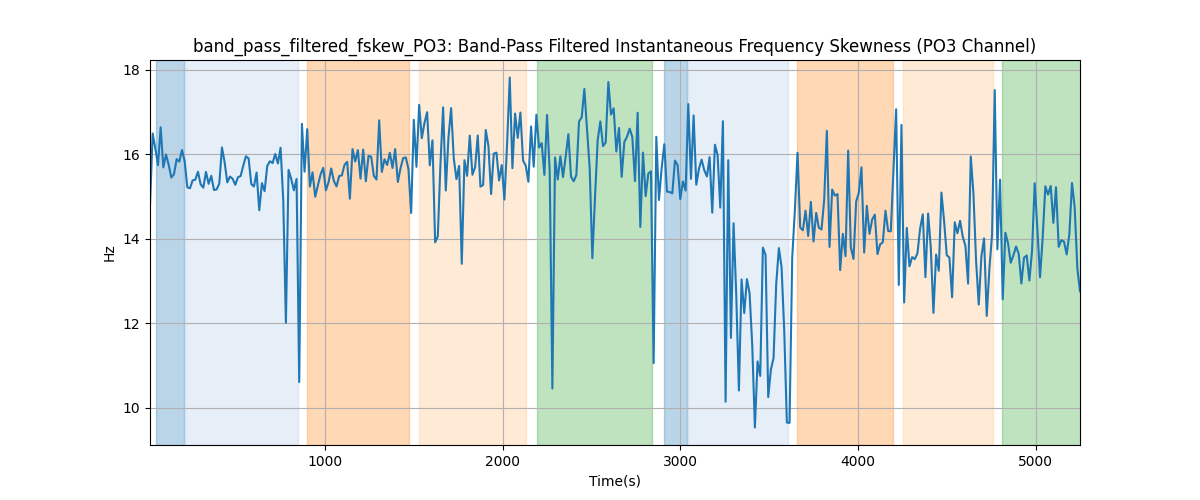 band_pass_filtered_fskew_PO3: Band-Pass Filtered Instantaneous Frequency Skewness (PO3 Channel)
18
16
14
12
10
Hz
1000 2000 3000 4000 5000
Time(s)